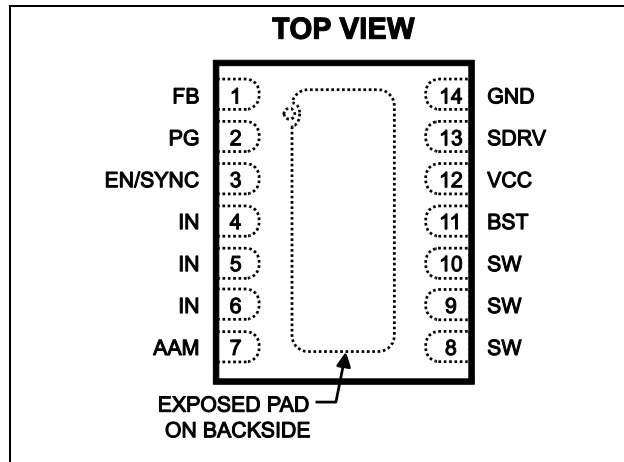 TOP VIEW
FB 1 14 GND
PG 2 13 SDRV
EN/SYNC 3 12 VCC
IN 4 11 BST
IN 5 10 SW
IN 6 9 SW
AAM 7 8 SW
EXPOSED PAD
ON BACKSIDE